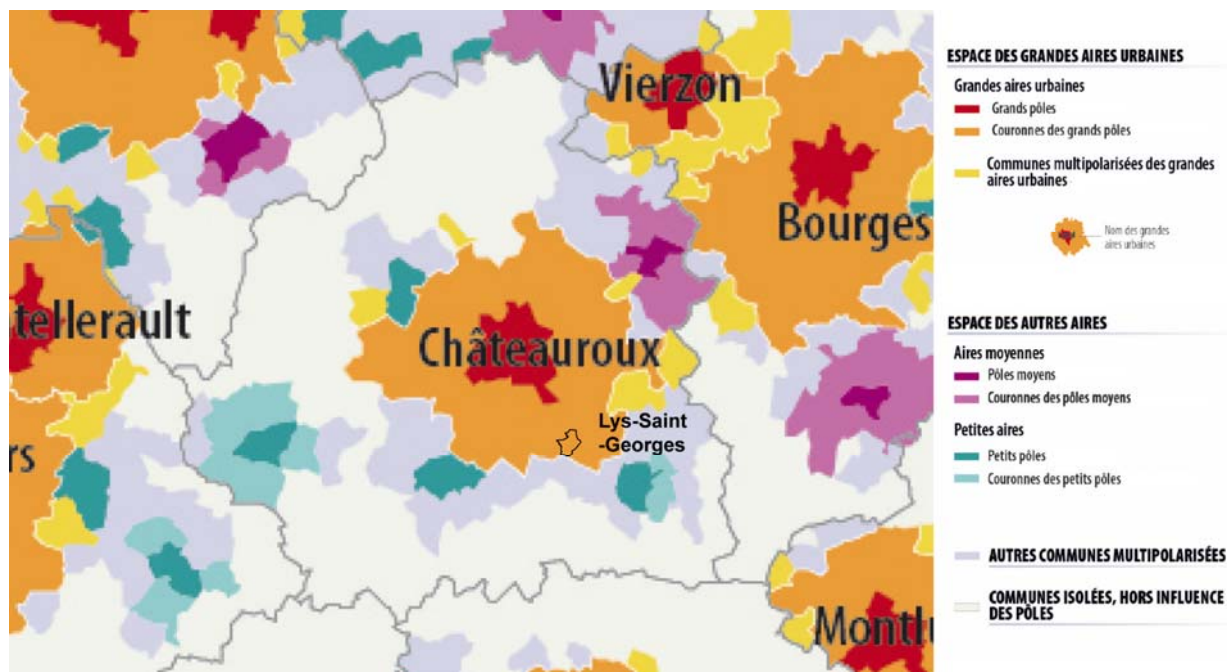 Vierzon
Bourges
tellerault
Châteauroux
Lys-Saint
-Georges
rs
Montlu
ESPACE DES GRANDES AIRES URBAINES
Grandes aires urbaines
Grands pôles
Couronnes des grands pôles
Communes multipolarisées des grandes
aires urbaines
Nom des grandes
aires urbaines
ESPACE DES AUTRES AIRES
Aires moyennes
Pôles moyens
Couronnes des pôles moyens
Petites aires
Petits pôles
Couronnes des petits pôles
AUTRES COMMUNES MULTIPOLARISÉES
COMMUNES ISOLÉES, HORS INFLUENCE
DES PÔLES